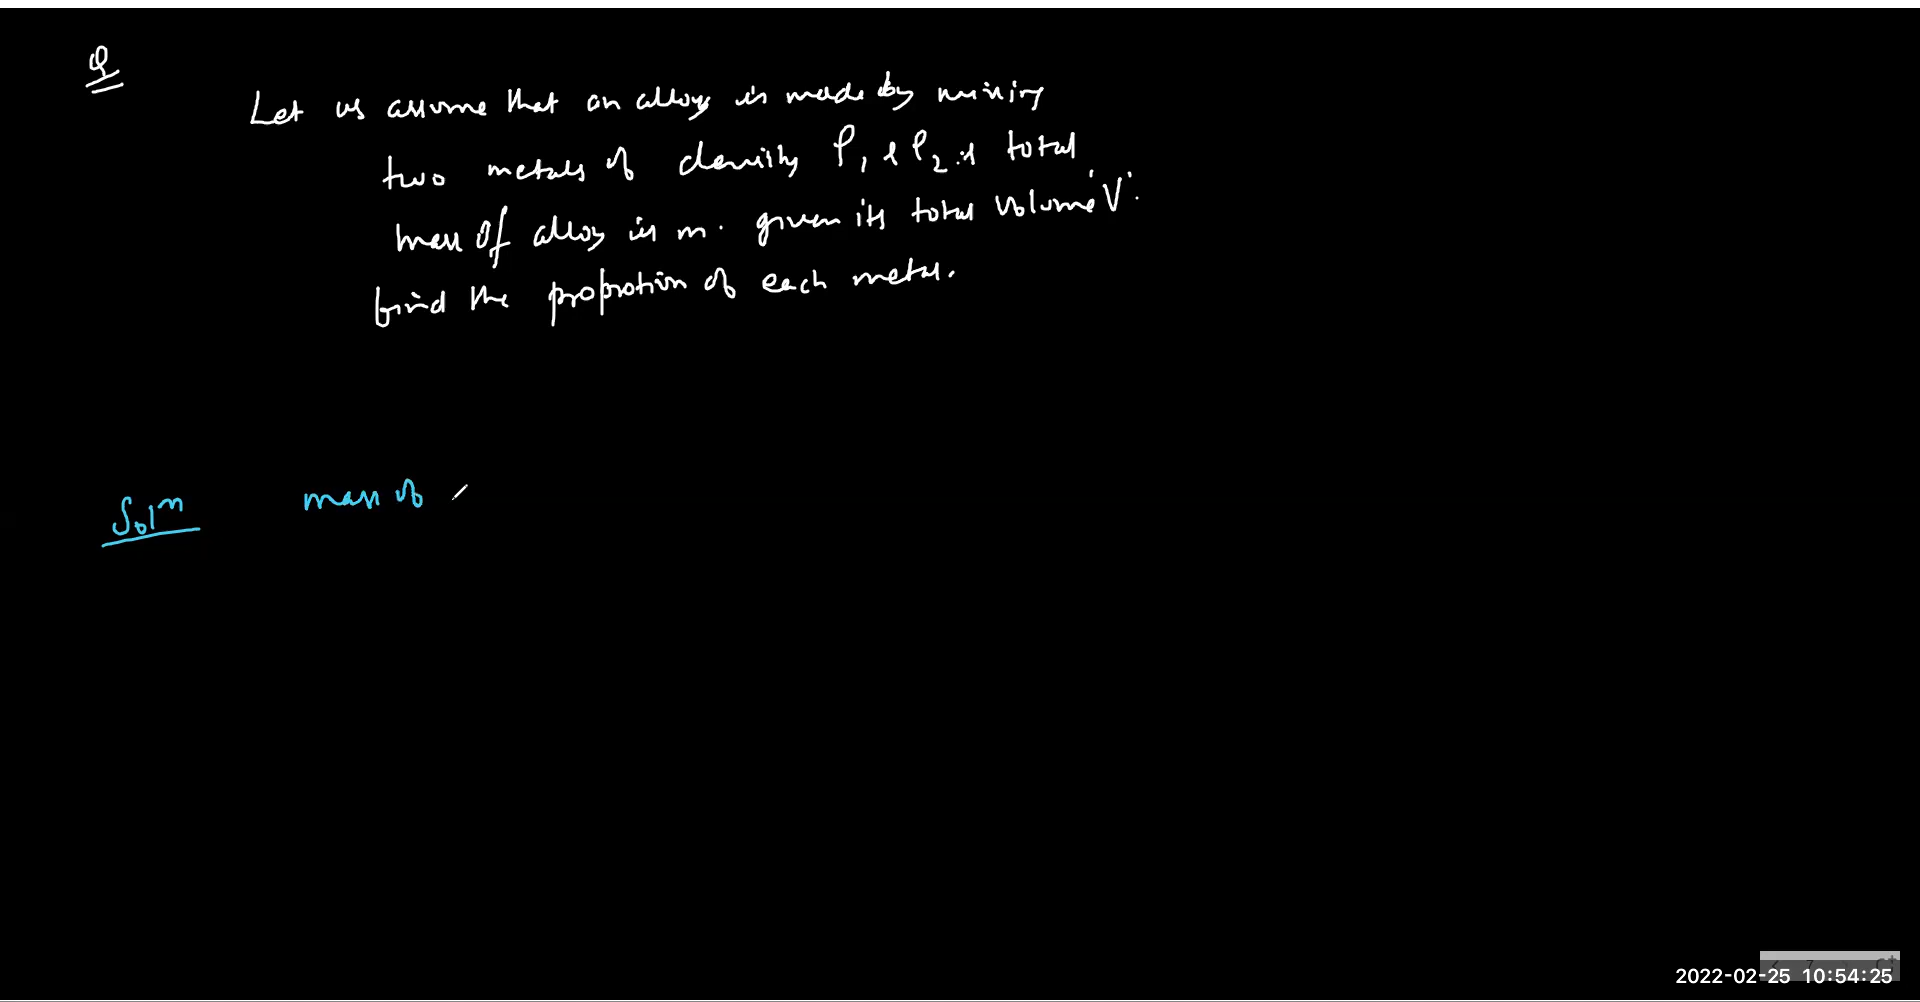 Q
Let us assume that an alloy is made by mixing
two metals of density ρ1 & ρ2. if total
mass of alloy is m. given its total volume 'V'.
find the proprotion of each metal.
Solⁿ mass of
2022-02-25 10:54:25